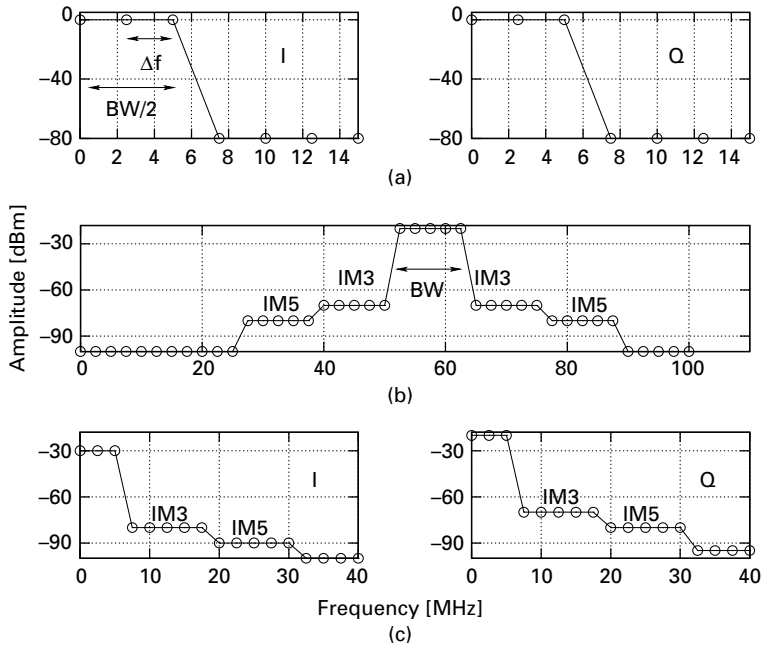 0
−40
−80
Δf
I
BW/2
0 2 4 6 8 10 12 14
0
−40
−80
Q
0 2 4 6 8 10 12 14
(a)
Amplitude [dBm]
−30
−60
−90
IM5
IM3
BW
IM3
IM5
0 20 40 60 80 100
(b)
−30
−60
−90
I
IM3
IM5
0 10 20 30 40
−30
−60
−90
Q
IM3
IM5
0 10 20 30 40
Frequency [MHz]
(c)